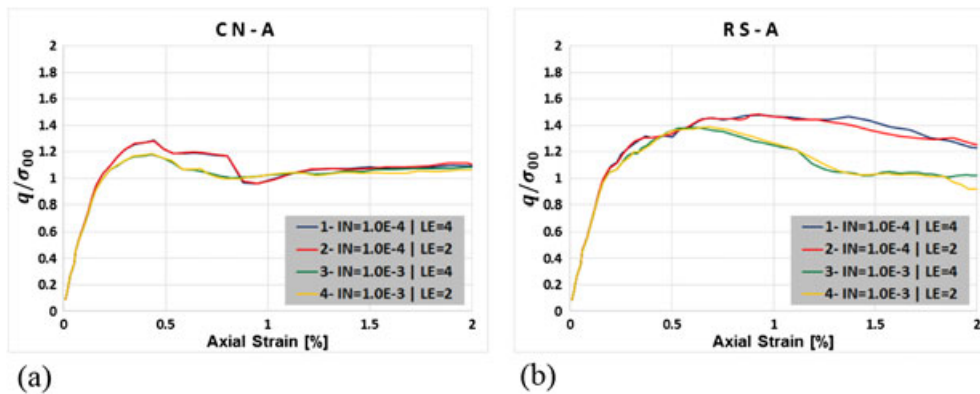 CN-A
q/σ00
2
1.8
1.6
1.4
1.2
1
0.8
0.6
0.4
0.2
0
0 0.5 1 1.5 2
Axial Strain [%]
1- IN=1.0E-4 | LE=4
2- IN=1.0E-4 | LE=2
3- IN=1.0E-3 | LE=4
4- IN=1.0E-3 | LE=2
(a)
RS-A
q/σ00
2
1.8
1.6
1.4
1.2
1
0.8
0.6
0.4
0.2
0
0 0.5 1 1.5 2
Axial Strain [%]
1- IN=1.0E-4 | LE=4
2- IN=1.0E-4 | LE=2
3- IN=1.0E-3 | LE=4
4- IN=1.0E-3 | LE=2
(b)